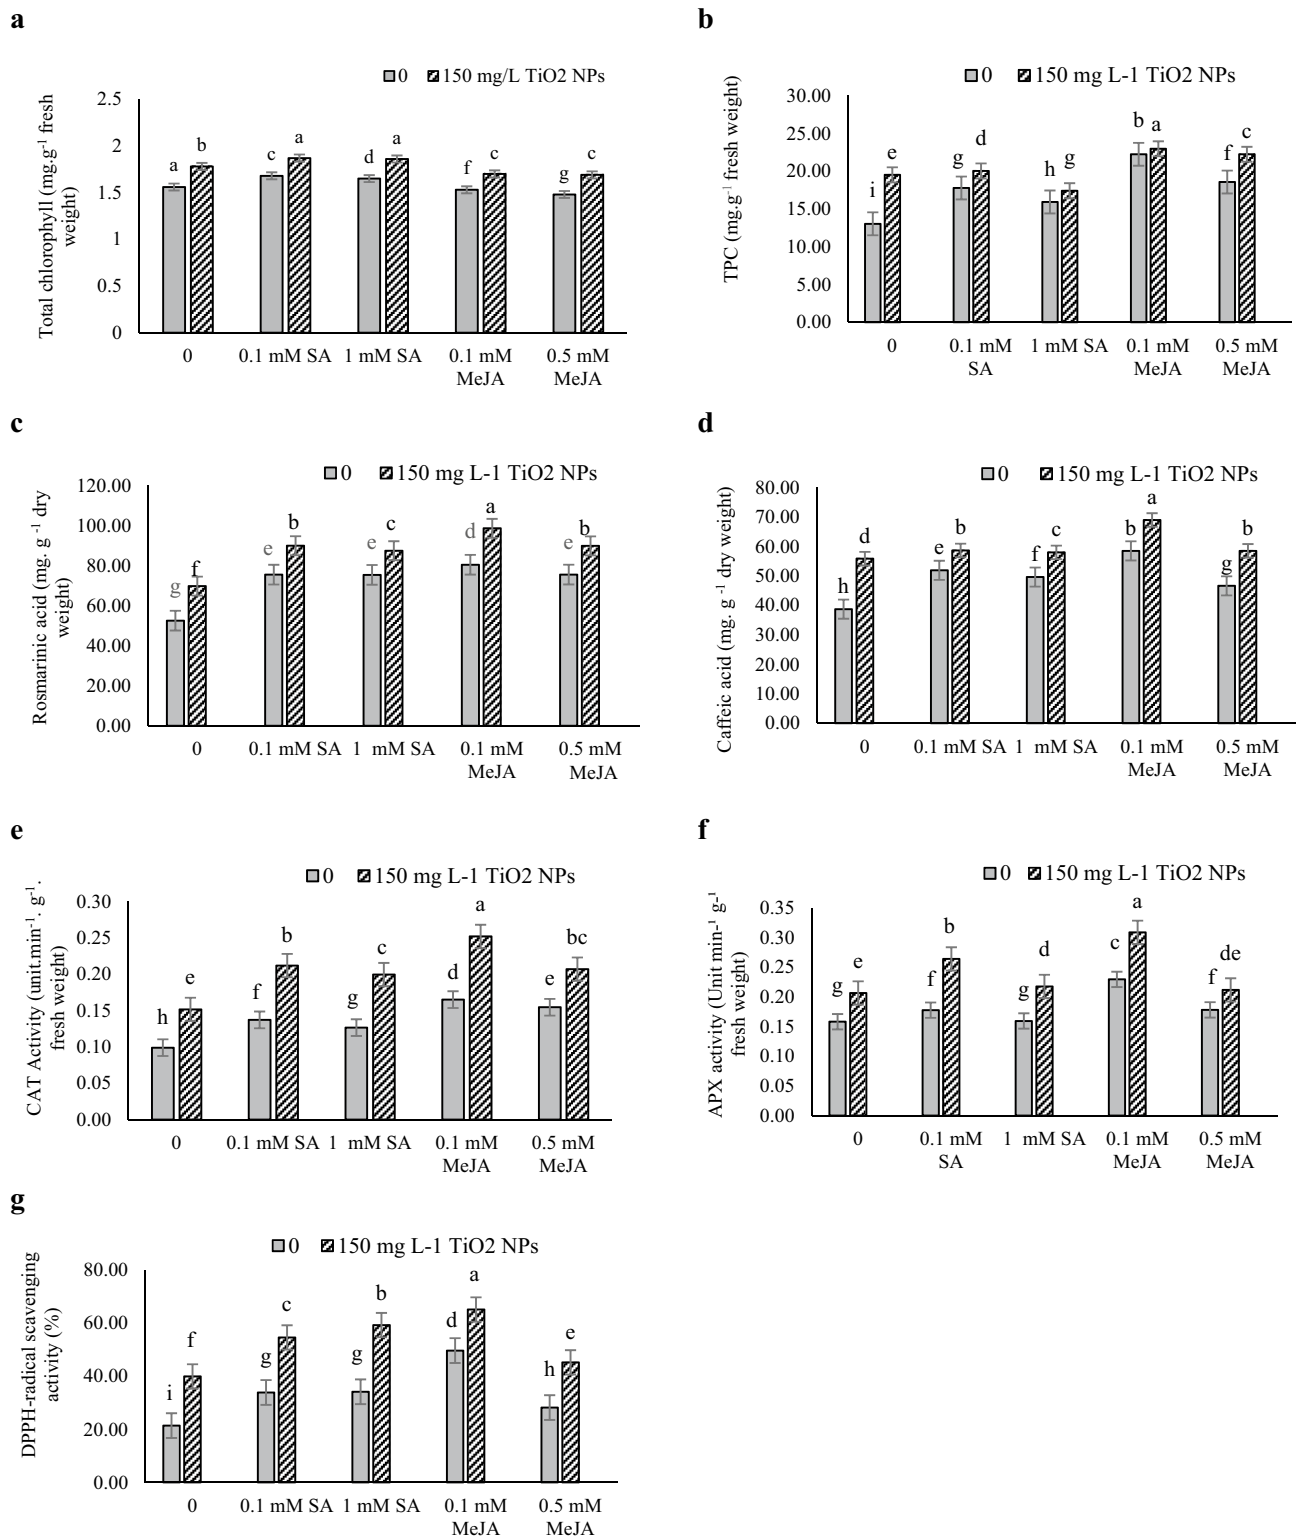 a
0 150 mg/L TiO2 NPs
Total chlorophyll (mg.g-1 fresh
weight)
2.5
2
1.5
1
0.5
0
a b c a d a f c g c
0 0.1 mM SA 1 mM SA 0.1 mM 0.5 mM
MeJA MeJA
b
0 150 mg L-1 TiO2 NPs
TPC (mg.g-1 fresh weight)
30.00
25.00
20.00
15.00
10.00
5.00
0.00
i e g d h g b a f c
0 0.1 mM 1 mM SA 0.1 mM 0.5 mM
SA MeJA MeJA
c
0 150 mg L-1 TiO2 NPs
Rosmarinic acid (mg. g -1 dry
weight)
120.00
100.00
80.00
60.00
40.00
20.00
0.00
g f e b e c d a e b
0 0.1 mM SA 1 mM SA 0.1 mM 0.5 mM
MeJA MeJA
d
0 150 mg L-1 TiO2 NPs
Caffeic acid (mg. g -1 dry weight)
80.00
70.00
60.00
50.00
40.00
30.00
20.00
10.00
0.00
h d e b f c b a g b
0 0.1 mM SA 1 mM SA 0.1 mM 0.5 mM
MeJA MeJA
e
0 150 mg L-1 TiO2 NPs
CAT Activity (unit.min-1. g-1.
fresh weight)
0.30
0.25
0.20
0.15
0.10
0.05
0.00
h e f b g c d a e bc
0 0.1 mM SA 1 mM SA 0.1 mM 0.5 mM
MeJA MeJA
f
0 150 mg L-1 TiO2 NPs
APX activity (Unit min-1 g-1
fresh weight)
0.35
0.30
0.25
0.20
0.15
0.10
0.05
0.00
g e f b g d c a f de
0 0.1 mM 1 mM SA 0.1 mM 0.5 mM
SA MeJA MeJA
g
0 150 mg L-1 TiO2 NPs
DPPH-radical scavenging
activity (%)
80.00
60.00
40.00
20.00
0.00
i f g c g b d a h e
0 0.1 mM SA 1 mM SA 0.1 mM 0.5 mM
MeJA MeJA